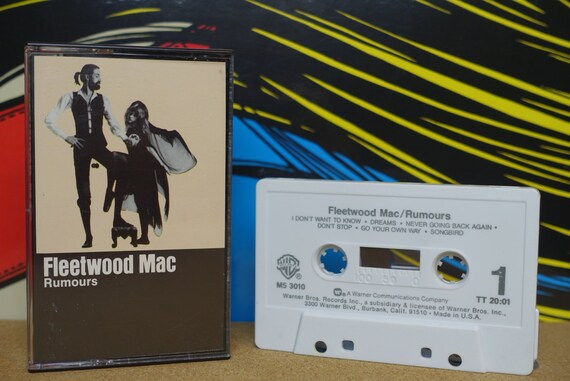 Fleetwood Mac
Rumours
Fleetwood Mac/Rumours
I DON'T WANT TO KNOW • DREAMS • NEVER GOING BACK AGAIN •
DON'T STOP • GO YOUR OWN WAY • SONGBIRD
MS 3010
1
TT 20:01
A Warner Communications Company
Warner Bros. Records Inc., a subsidiary & licensee of Warner Bros. Inc.,
3300 Warner Blvd., Burbank, Calif. 91510 • Made in U.S.A.